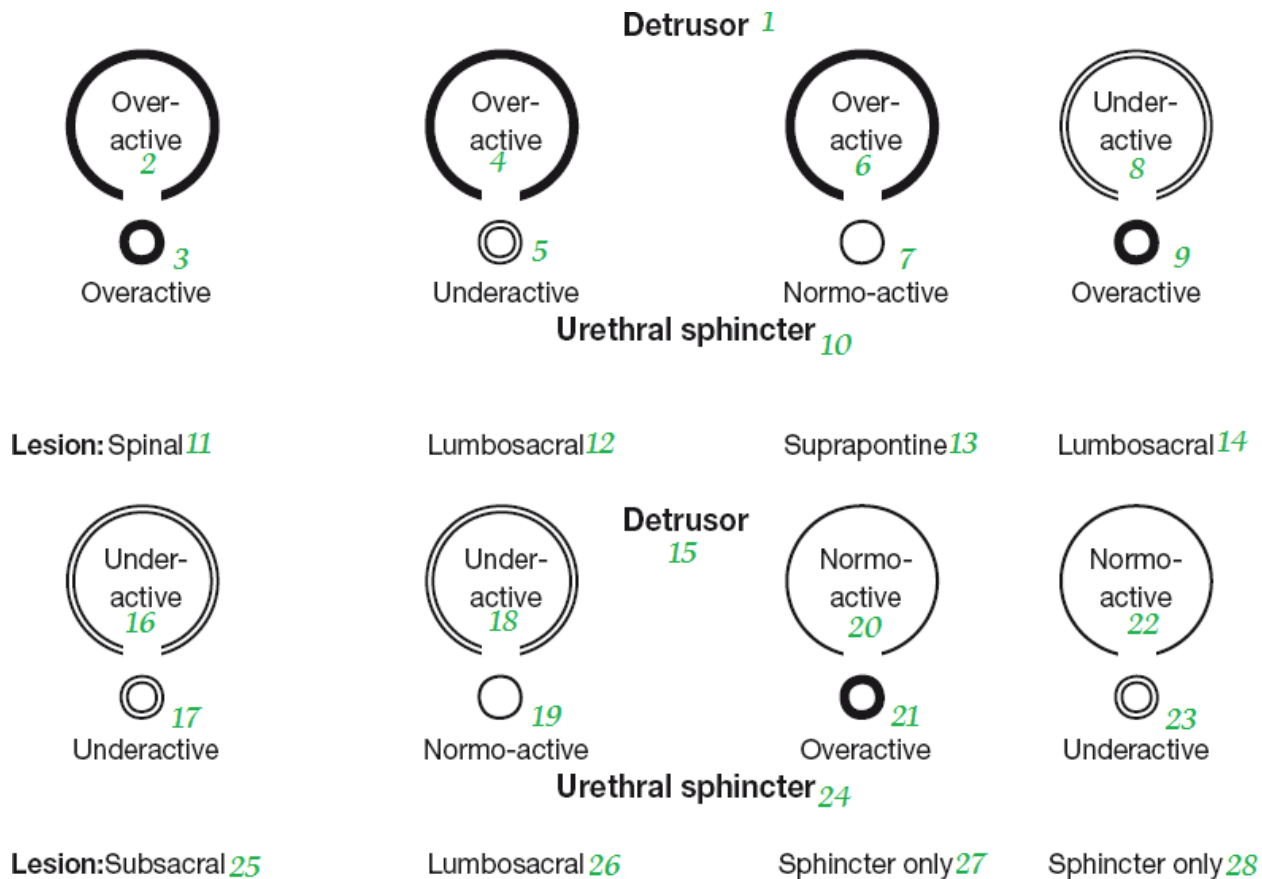 Detrusor 1
Over- Over- Over- Under-
active active active active
2 4 6 8
3 5 7 9
Overactive Underactive Normo-active Overactive
Urethral sphincter 10
Lesion: Spinal 11 Lumbosacral 12 Suprapontine 13 Lumbosacral 14
Detrusor
15
Under- Under- Normo- Normo-
active active active active
16 18 20 22
17 19 21 23
Underactive Normo-active Overactive Underactive
Urethral sphincter 24
Lesion: Subsacral 25 Lumbosacral 26 Sphincter only 27 Sphincter only 28